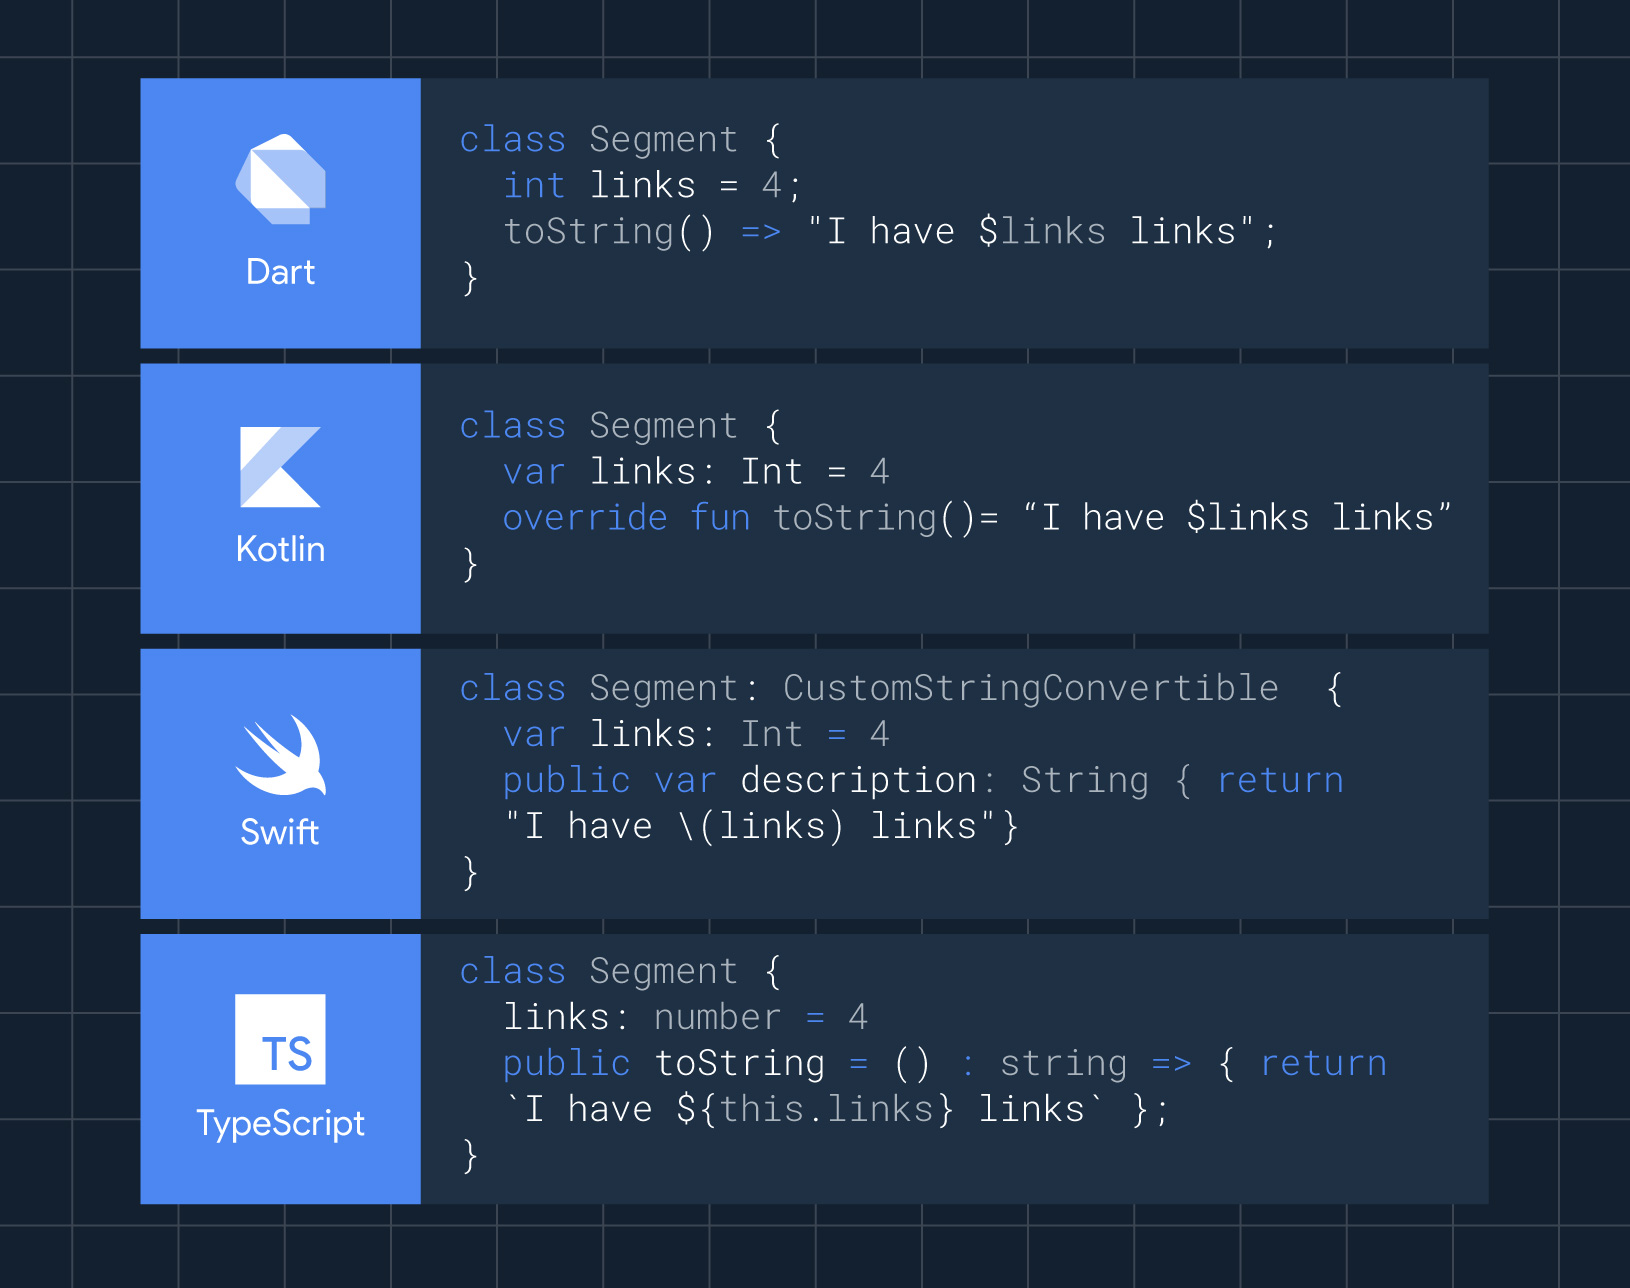 Dart
class Segment {
  int links = 4;
  toString() => "I have $links links";
}
Kotlin
class Segment {
  var links: Int = 4
  override fun toString()= “I have $links links”
}
Swift
class Segment: CustomStringConvertible  {
  var links: Int = 4
  public var description: String { return
  "I have \(links) links"}
}
TS
TypeScript
class Segment {
  links: number = 4
  public toString = () : string => { return
  `I have ${this.links} links` };
}